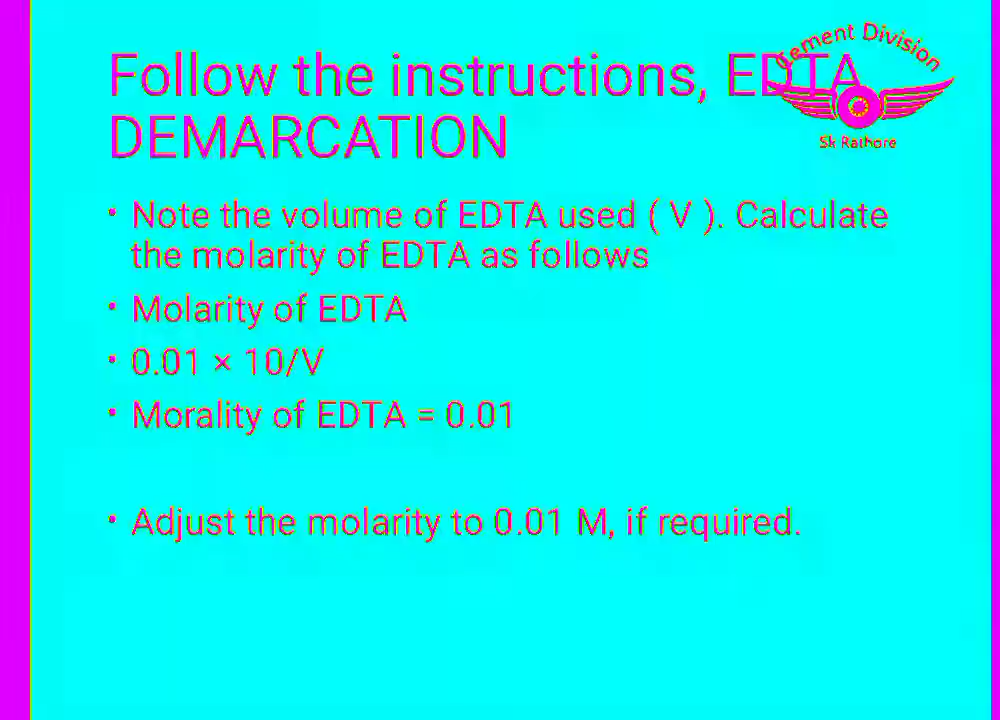 Follow the instructions, EDTA
DEMARCATION
Cement Division
Sk Rathore
• Note the volume of EDTA used ( V ). Calculate
the molarity of EDTA as follows
• Molarity of EDTA
• 0.01 × 10/V
• Morality of EDTA = 0.01
• Adjust the molarity to 0.01 M, if required.